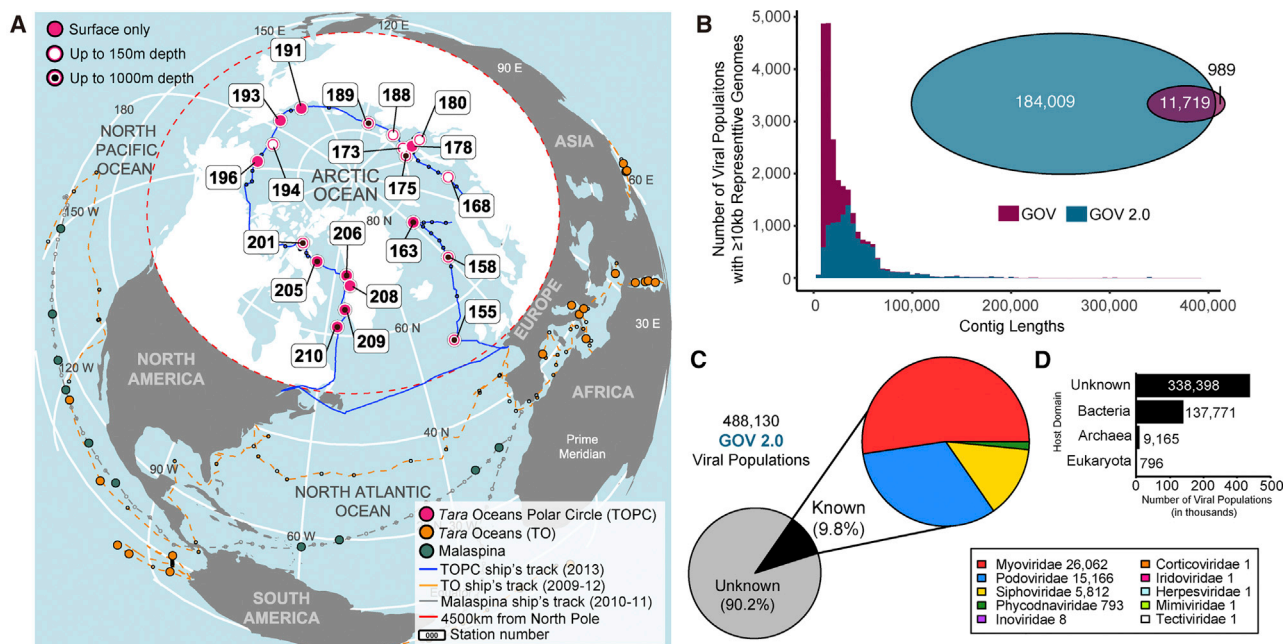 A
Surface only
Up to 150m depth
Up to 1000m depth
150 E
120 E
90 E
60 E
30 E
180
NORTH
PACIFIC
OCEAN
150 W
120 W
90 W
60 W
191
193
189
188
180
173
178
175
196
194
ARCTIC
OCEAN
168
80 N
201
206
163
158
205
208
155
210
209
60 N
40 N
ASIA
EUROPE
AFRICA
Prime
Meridian
NORTH
AMERICA
NORTH ATLANTIC
OCEAN
SOUTH
AMERICA
Tara Oceans Polar Circle (TOPC)
Tara Oceans (TO)
Malaspina
TOPC ship's track (2013)
TO ship's track (2009-12)
Malaspina ship's track (2010-11)
4500km from North Pole
000 Station number
B
Number of Viral Populaitons
with ≥10kb Representtive Genomes
5,000
4,000
3,000
2,000
1,000
0
0
100,000
200,000
300,000
400,000
Contig Lengths
184,009
11,719
989
GOV
GOV 2.0
C
488,130
GOV 2.0
Viral Populations
Known
(9.8%)
Unknown
(90.2%)
D
Host Domain
Unknown
338,398
Bacteria
137,771
Archaea
9,165
Eukaryota
796
0 100 200 300 400 500
Number of Viral Populations
(in thousands)
Myoviridae 26,062
Podoviridae 15,166
Siphoviridae 5,812
Phycodnaviridae 793
Inoviridae 8
Corticoviridae 1
Iridoviridae 1
Herpesviridae 1
Mimiviridae 1
Tectiviridae 1